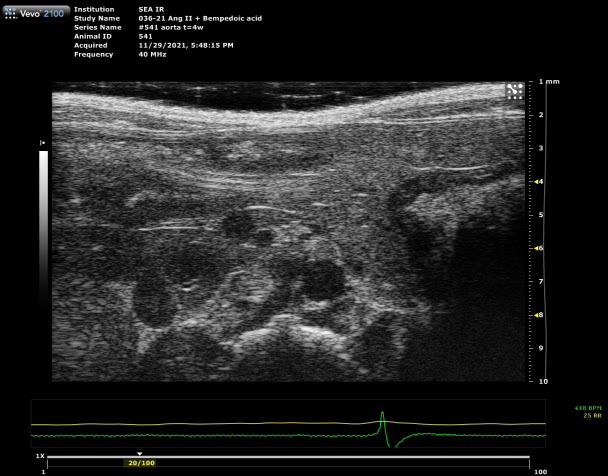 Vevo 2100
Institution SEA IR
Study Name 036-21 Ang II + Bempedoic acid
Series Name #541 aorta t=4w
Animal ID 541
Acquired 11/29/2021, 5:48:15 PM
Frequency 40 MHz
1 mm
2
3
4
5
6
7
8
9
10
418 BPM
25 RR
1X
20/100
1 100